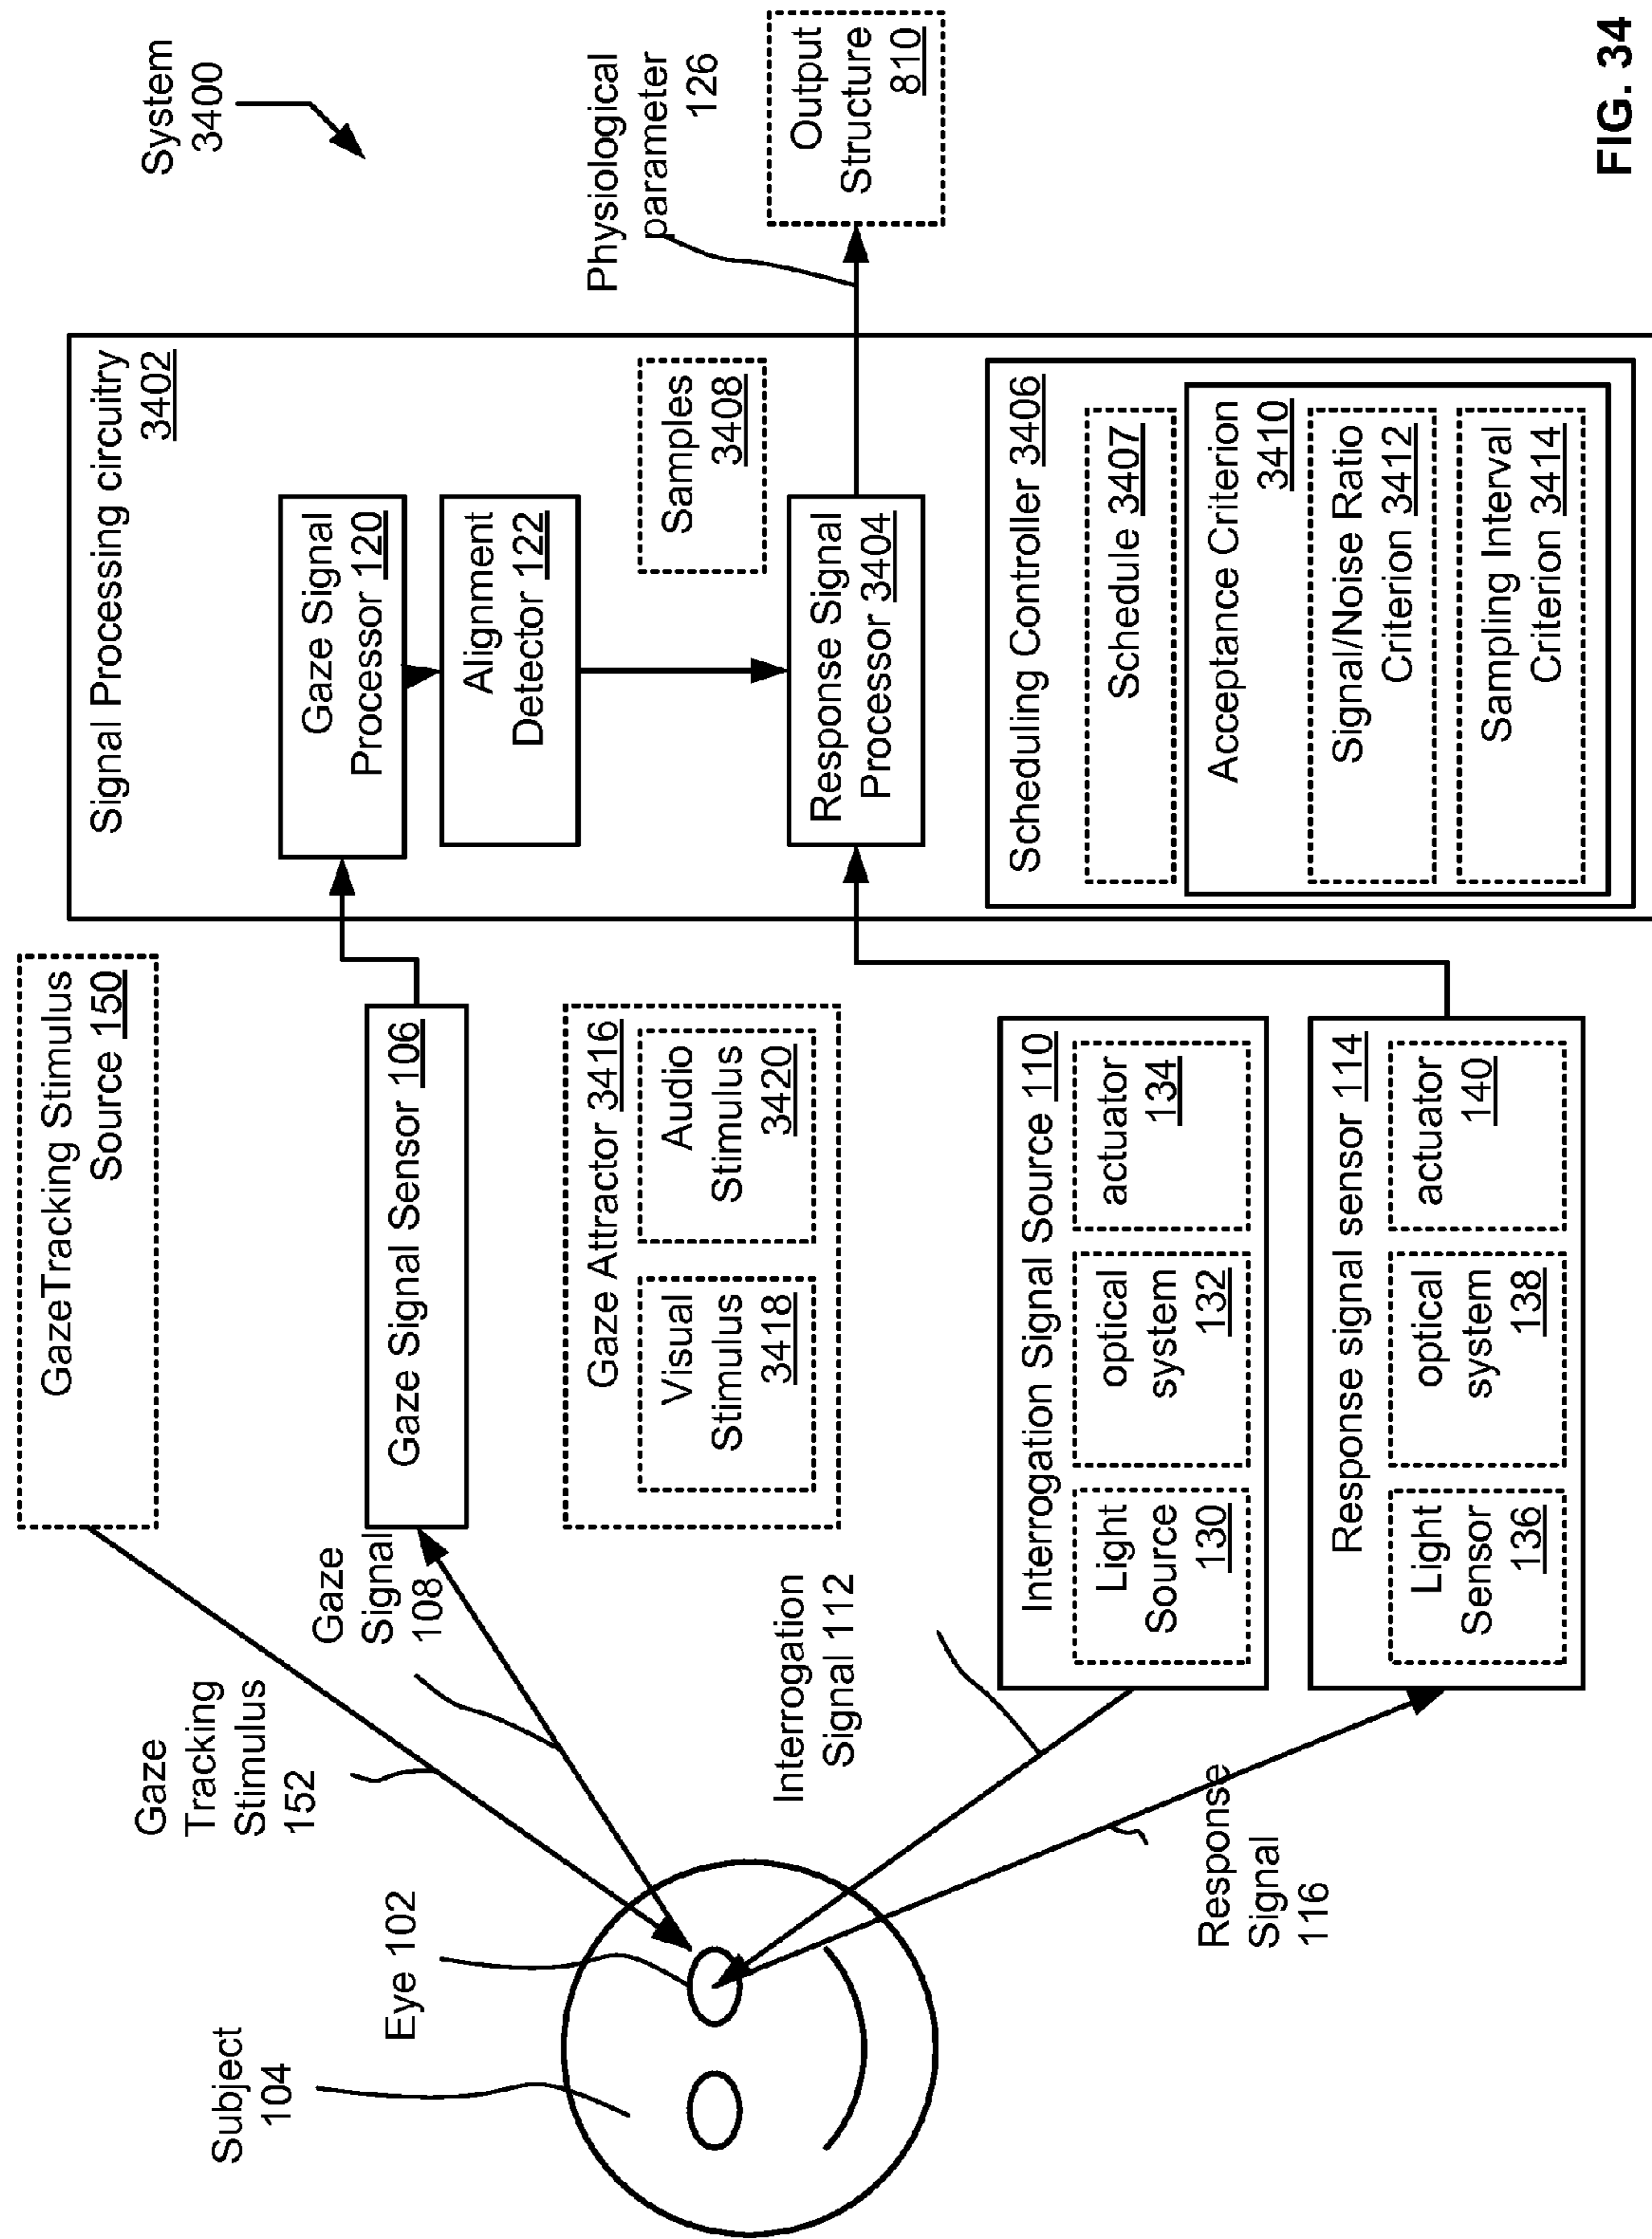 System
3400
GazeTracking Stimulus
Source 150
Gaze
Tracking
Stimulus
152
Subject
104
Eye 102
Gaze
Signal
108
Gaze Signal Sensor 106
Gaze Attractor 3416
Visual
Stimulus
3418
Audio
Stimulus
3420
Interrogation
Signal 112
Interrogation Signal Source 110
Light
Source
130
optical
system
132
actuator
134
Response
Signal
116
Response signal sensor 114
Light
Sensor
136
optical
system
138
actuator
140
Signal Processing circuitry
3402
Gaze Signal
Processor 120
Alignment
Detector 122
Samples
3408
Response Signal
Processor 3404
Scheduling Controller 3406
Schedule 3407
Acceptance Criterion
3410
Signal/Noise Ratio
Criterion 3412
Sampling Interval
Criterion 3414
Physiological
parameter
126
Output
Structure
810
FIG. 34